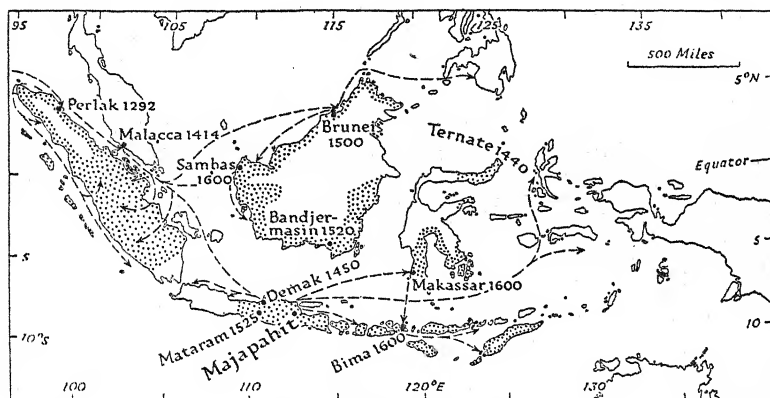 95
105
115
125
135
500 Miles
5°N
Perlak 1292
Malacca 1414
Brunei
1500
Ternate 1440
Sambas
1600
Equator
Bandjer-
masin 1520
5
S
Demak 1450
Makassar 1600
Mataram 1525
Majapahit
Bima 1600
10
10°S
100
110
120°E
130